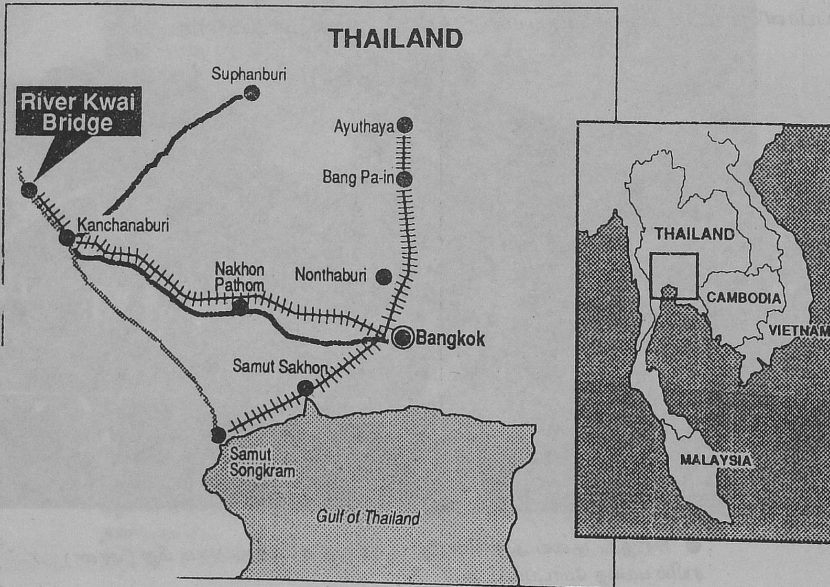 THAILAND
Suphanburi
River Kwai
Bridge
Ayuthaya
Bang Pa-in
Kanchanaburi
Nakhon
Pathom
Nonthaburi
Bangkok
Samut Sakhon
Samut
Songkram
Gulf of Thailand
THAILAND
CAMBODIA
VIETNAM
MALAYSIA